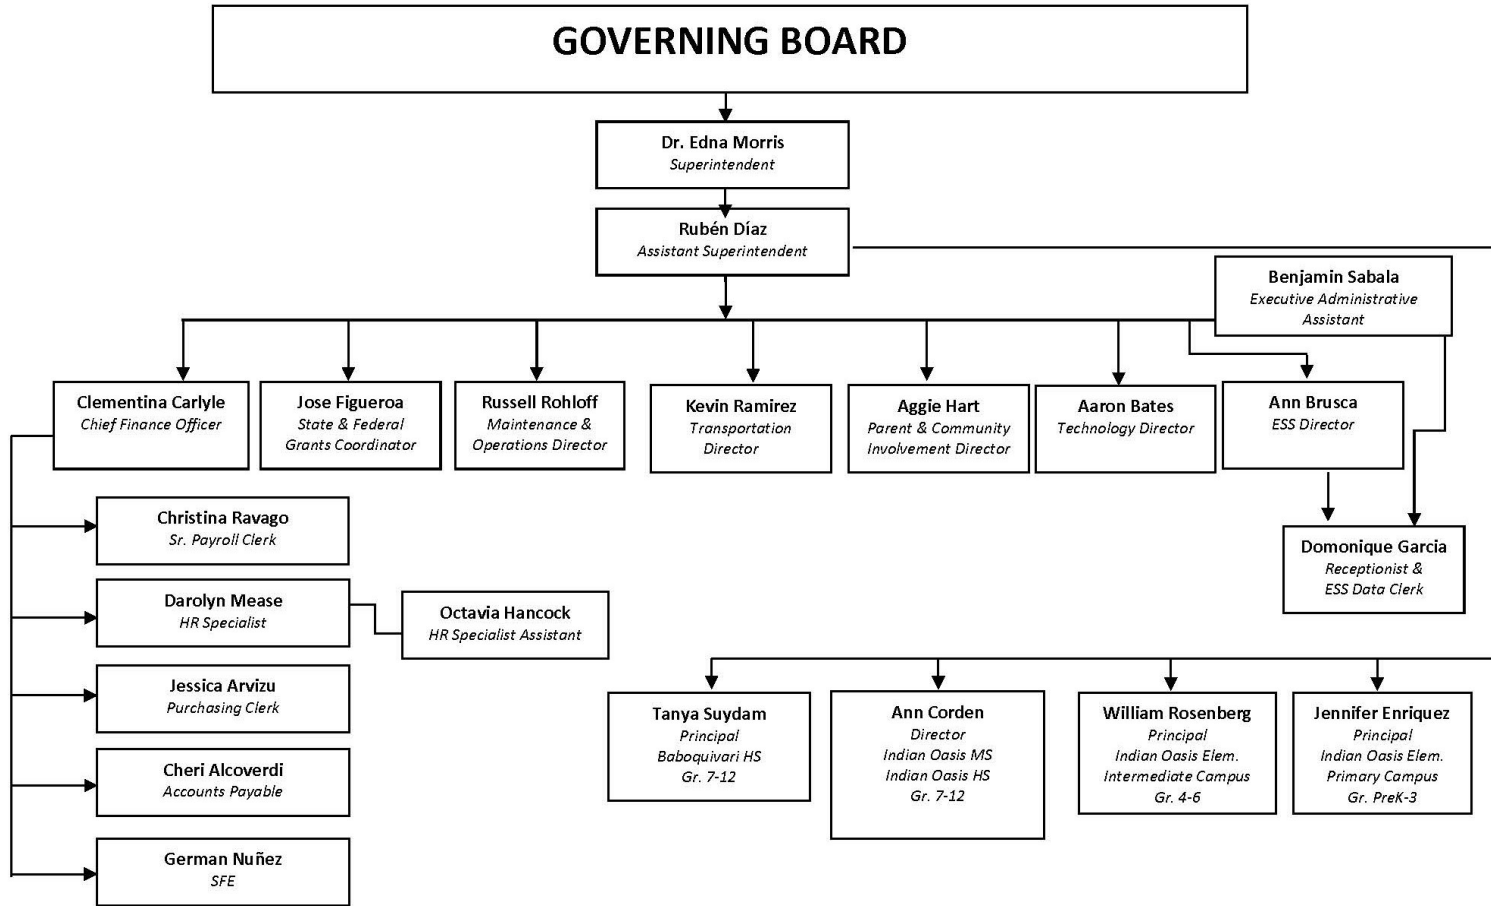 GOVERNING BOARD
Dr. Edna Morris
Superintendent
Rubén Díaz
Assistant Superintendent
Benjamin Sabala
Executive Administrative
Assistant
Clementina Carlyle
Chief Finance Officer
Jose Figueroa
State & Federal
Grants Coordinator
Russell Rohloff
Maintenance &
Operations Director
Kevin Ramirez
Transportation
Director
Aggie Hart
Parent & Community
Involvement Director
Aaron Bates
Technology Director
Ann Brusca
ESS Director
Christina Ravago
Sr. Payroll Clerk
Domonique Garcia
Receptionist &
ESS Data Clerk
Darolyn Mease
HR Specialist
Octavia Hancock
HR Specialist Assistant
Jessica Arvizu
Purchasing Clerk
Cheri Alcoverdi
Accounts Payable
German Nuñez
SFE
Tanya Suydam
Principal
Baboquivari HS
Gr. 7-12
Ann Corden
Director
Indian Oasis MS
Indian Oasis HS
Gr. 7-12
William Rosenberg
Principal
Indian Oasis Elem.
Intermediate Campus
Gr. 4-6
Jennifer Enriquez
Principal
Indian Oasis Elem.
Primary Campus
Gr. PreK-3